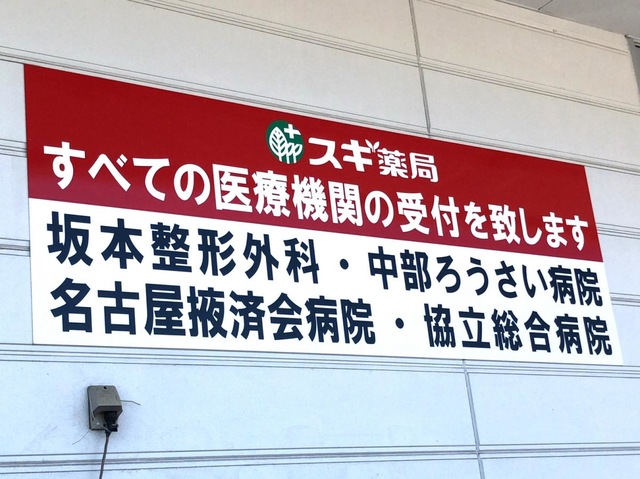 スギ薬局
すべての医療機関の受付を致します
坂本整形外科・中部ろうさい病院
名古屋掖済会病院・協立総合病院